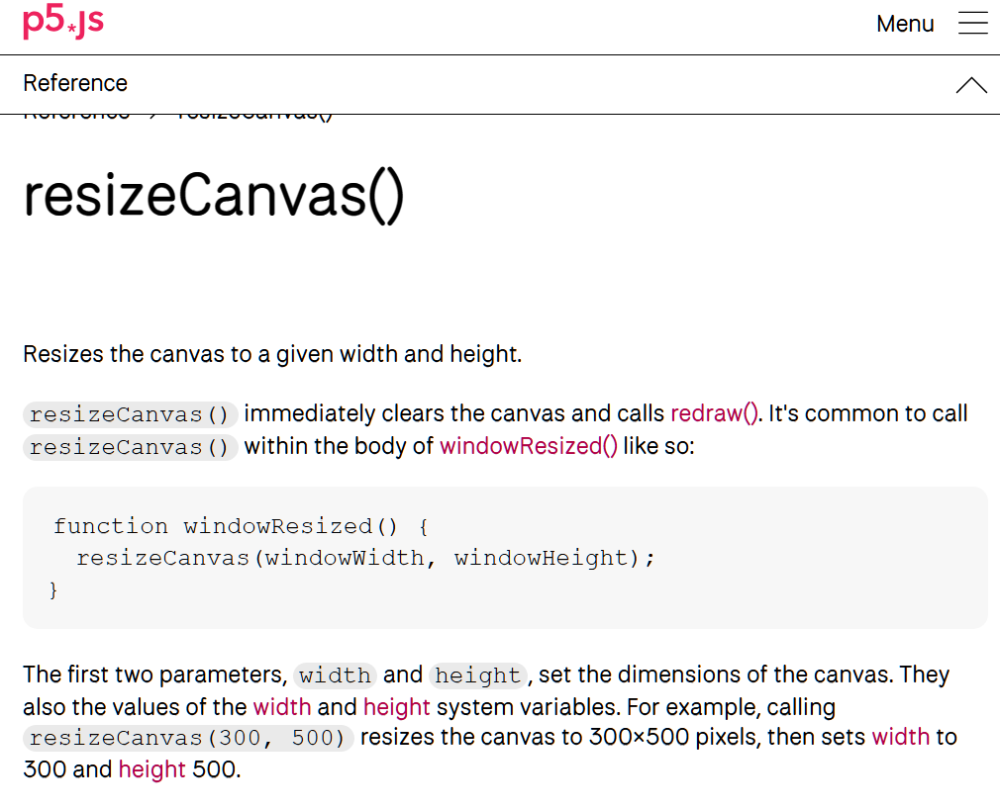 p5.*JS
Menu
Reference
Reference > resizeCanvas()
resizeCanvas()
Resizes the canvas to a given width and height.
resizeCanvas() immediately clears the canvas and calls redraw(). It's common to call
resizeCanvas() within the body of windowResized() like so:
function windowResized() {
  resizeCanvas(windowWidth, windowHeight);
}
The first two parameters, width and height, set the dimensions of the canvas. They
also the values of the width and height system variables. For example, calling
resizeCanvas(300, 500) resizes the canvas to 300×500 pixels, then sets width to
300 and height 500.